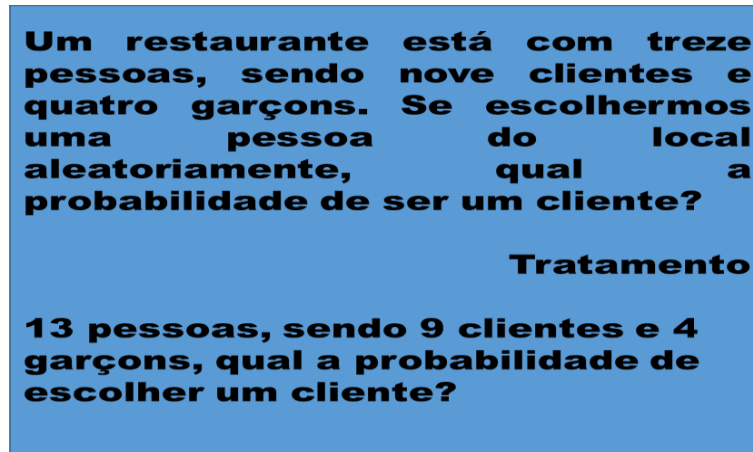 Um restaurante está com treze
pessoas, sendo nove clientes e
quatro garçons. Se escolhermos
uma pessoa do local
aleatoriamente, qual a
probabilidade de ser um cliente?
Tratamento
13 pessoas, sendo 9 clientes e 4
garçons, qual a probabilidade de
escolher um cliente?